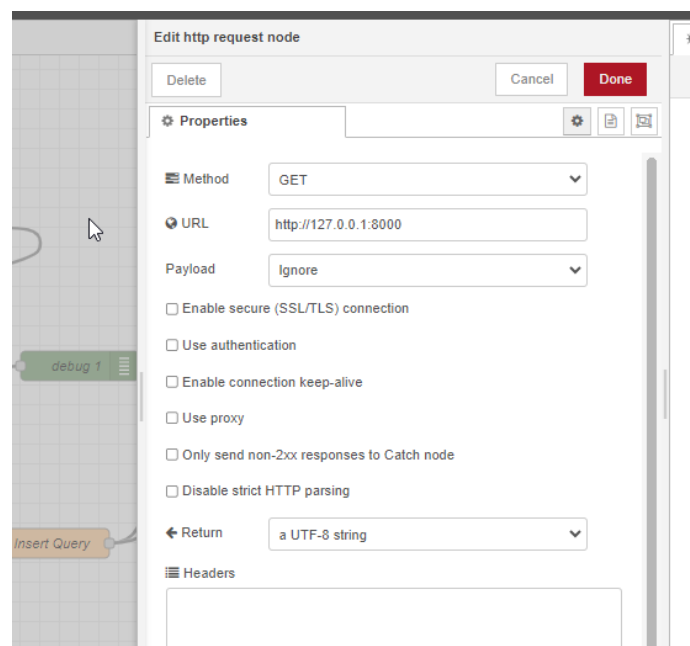 Edit http request node
Delete
Cancel
Done
Properties
Method
GET
URL
http://127.0.0.1:8000
Payload
Ignore
Enable secure (SSL/TLS) connection
Use authentication
debug 1
Enable connection keep-alive
Use proxy
Only send non-2xx responses to Catch node
Disable strict HTTP parsing
Return
a UTF-8 string
Insert Query
Headers